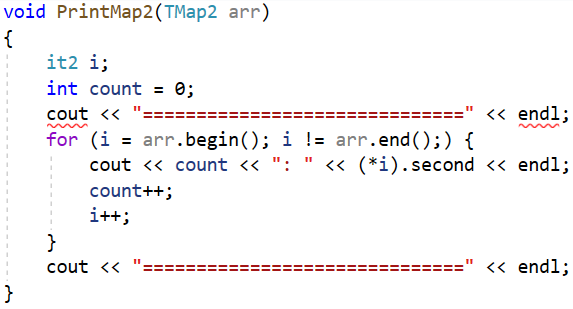 void PrintMap2(TMap2 arr)
{
    it2 i;
    int count = 0;
    cout << "==============================" << endl;
    for (i = arr.begin(); i != arr.end();) {
        cout << count << ": " << (*i).second << endl;
        count++;
        i++;
    }
    cout << "==============================" << endl;
}